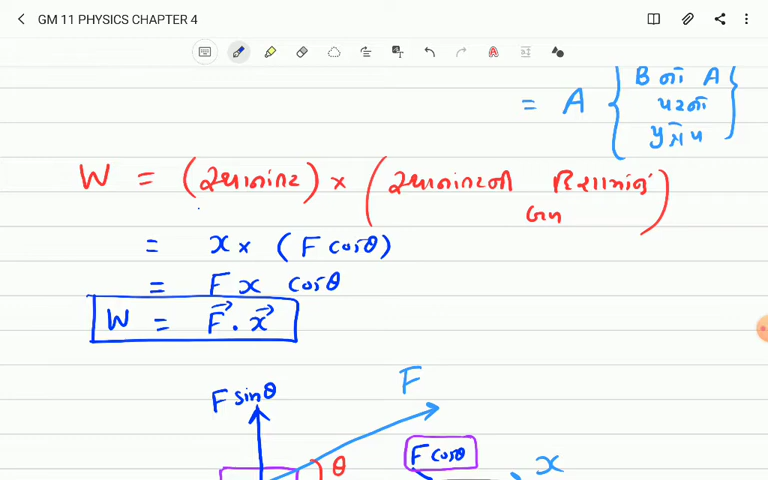 GM 11 PHYSICS CHAPTER 4
= A { B નો A
પરનો
પ્રક્ષેપ }
W = (સ્થાનાંતર) × (સ્થાનાંતરની દિશામાંનું
બળ)
= x × (F cosθ)
= F x cosθ
W = F⃗ . x⃗
F sinθ
F
F cosθ
x
θ